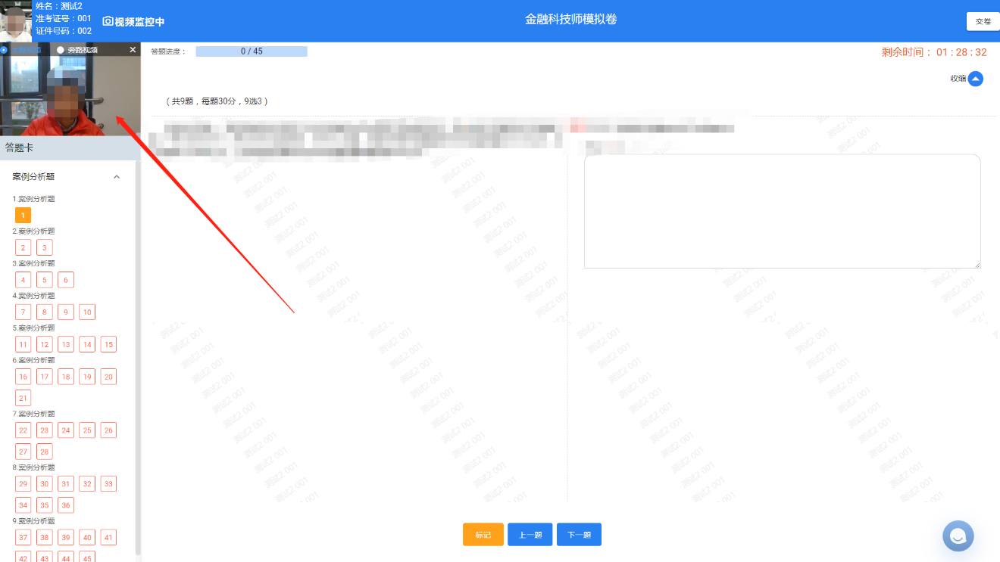 姓名：测试2
准考证号：001
证件号码：002
视频监控中
金融科技师模拟卷
交卷
旁路视频
答题进度：
0 / 45
剩余时间： 01 : 28 : 32
收缩
（共9题，每题30分，9选3）
答题卡
案例分析题
1.案例分析题
1
2.案例分析题
2 3
3.案例分析题
4 5 6
4.案例分析题
7 8 9 10
5.案例分析题
11 12 13 14 15
6.案例分析题
16 17 18 19 20
21
7.案例分析题
22 23 24 25 26
27 28
8.案例分析题
29 30 31 32 33
34 35 36
9.案例分析题
37 38 39 40 41
42 43 44 45
测试2 001
标记
上一题
下一题